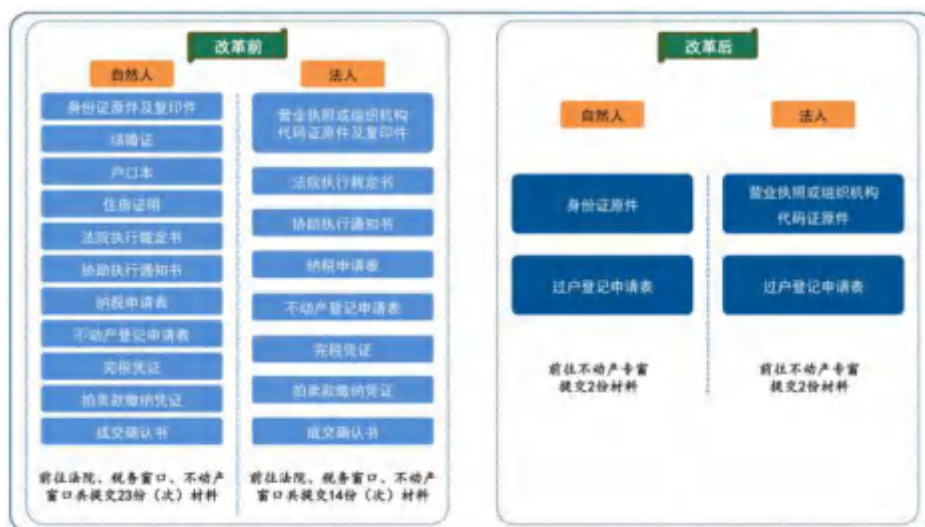 改革前
自然人
身份证原件及复印件
结婚证
户口本
住房证明
法院执行裁定书
协助执行通知书
纳税申请表
不动产登记申请表
完税凭证
拍卖款缴纳凭证
成交确认书
前往法院、税务窗口、不动产
窗口共提交23份（次）材料
法人
营业执照或组织机构
代码证原件及复印件
法院执行裁定书
协助执行通知书
纳税申请表
不动产登记申请表
完税凭证
拍卖款缴纳凭证
成交确认书
前往法院、税务窗口、不动产
窗口共提交14份（次）材料
改革后
自然人
身份证原件
过户登记申请表
前往不动产专窗
提交2份材料
法人
营业执照或组织机构
代码证原件
过户登记申请表
前往不动产专窗
提交2份材料